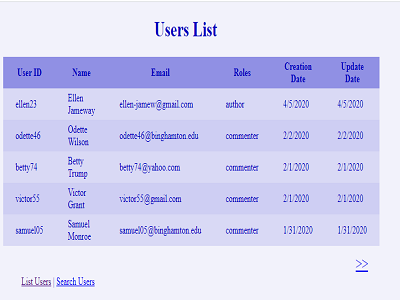 Users List
User ID Name Email Roles Creation Date Update Date
ellen23 Ellen Jameway ellen-jamew@gmail.com author 4/5/2020 4/5/2020
odette46 Odette Wilson odette46@binghamton.edu commenter 2/2/2020 2/2/2020
betty74 Betty Trump betty74@yahoo.com commenter 2/1/2020 2/1/2020
victor55 Victor Grant victor55@gmail.com commenter 2/1/2020 2/1/2020
samuel05 Samuel Monroe samuel05@binghamton.edu commenter 1/31/2020 1/31/2020
>>
List Users | Search Users